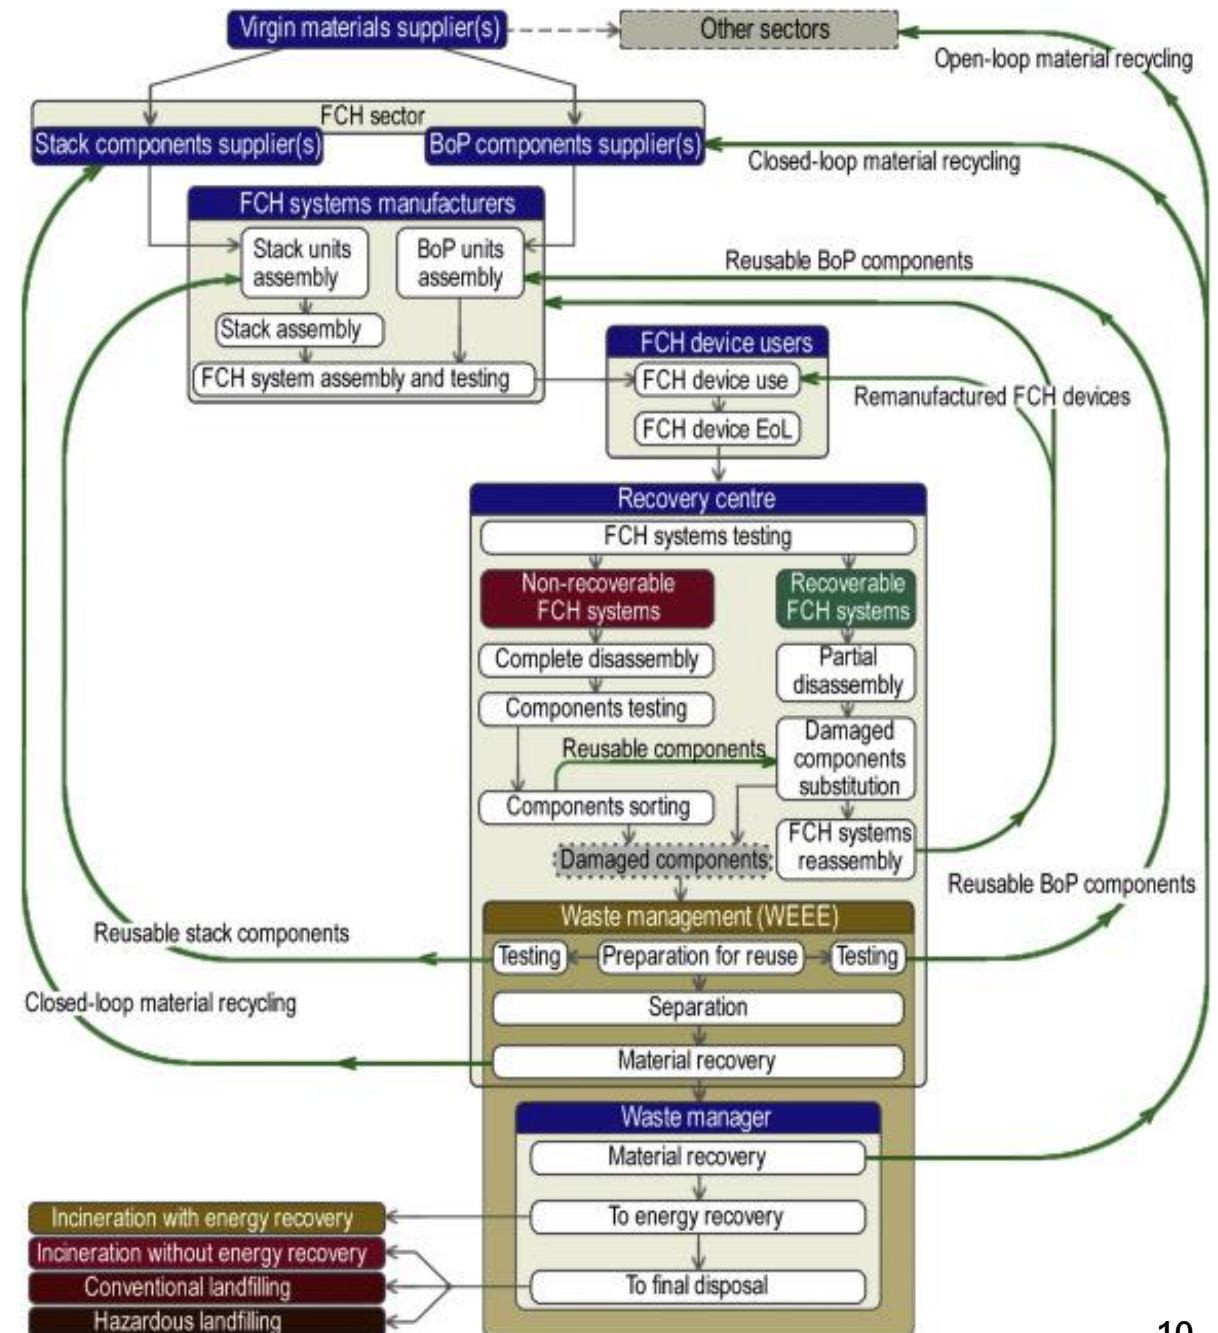 Virgin materials supplier(s)
Other sectors
Open-loop material recycling
FCH sector
Stack components supplier(s)
BoP components supplier(s)
Closed-loop material recycling
FCH systems manufacturers
Stack units
assembly
BoP units
assembly
Reusable BoP components
Stack assembly
FCH system assembly and testing
FCH device users
FCH device use
Remanufactured FCH devices
FCH device EoL
Recovery centre
FCH systems testing
Non-recoverable
FCH systems
Recoverable
FCH systems
Complete disassembly
Partial
disassembly
Components testing
Damaged
components
substitution
Reusable components
Components sorting
FCH systems
reassembly
Damaged components
Reusable BoP components
Waste management (WEEE)
Reusable stack components
Testing
Preparation for reuse
Testing
Closed-loop material recycling
Separation
Material recovery
Waste manager
Material recovery
Incineration with energy recovery
To energy recovery
Incineration without energy recovery
Conventional landfilling
To final disposal
Hazardous landfilling
10